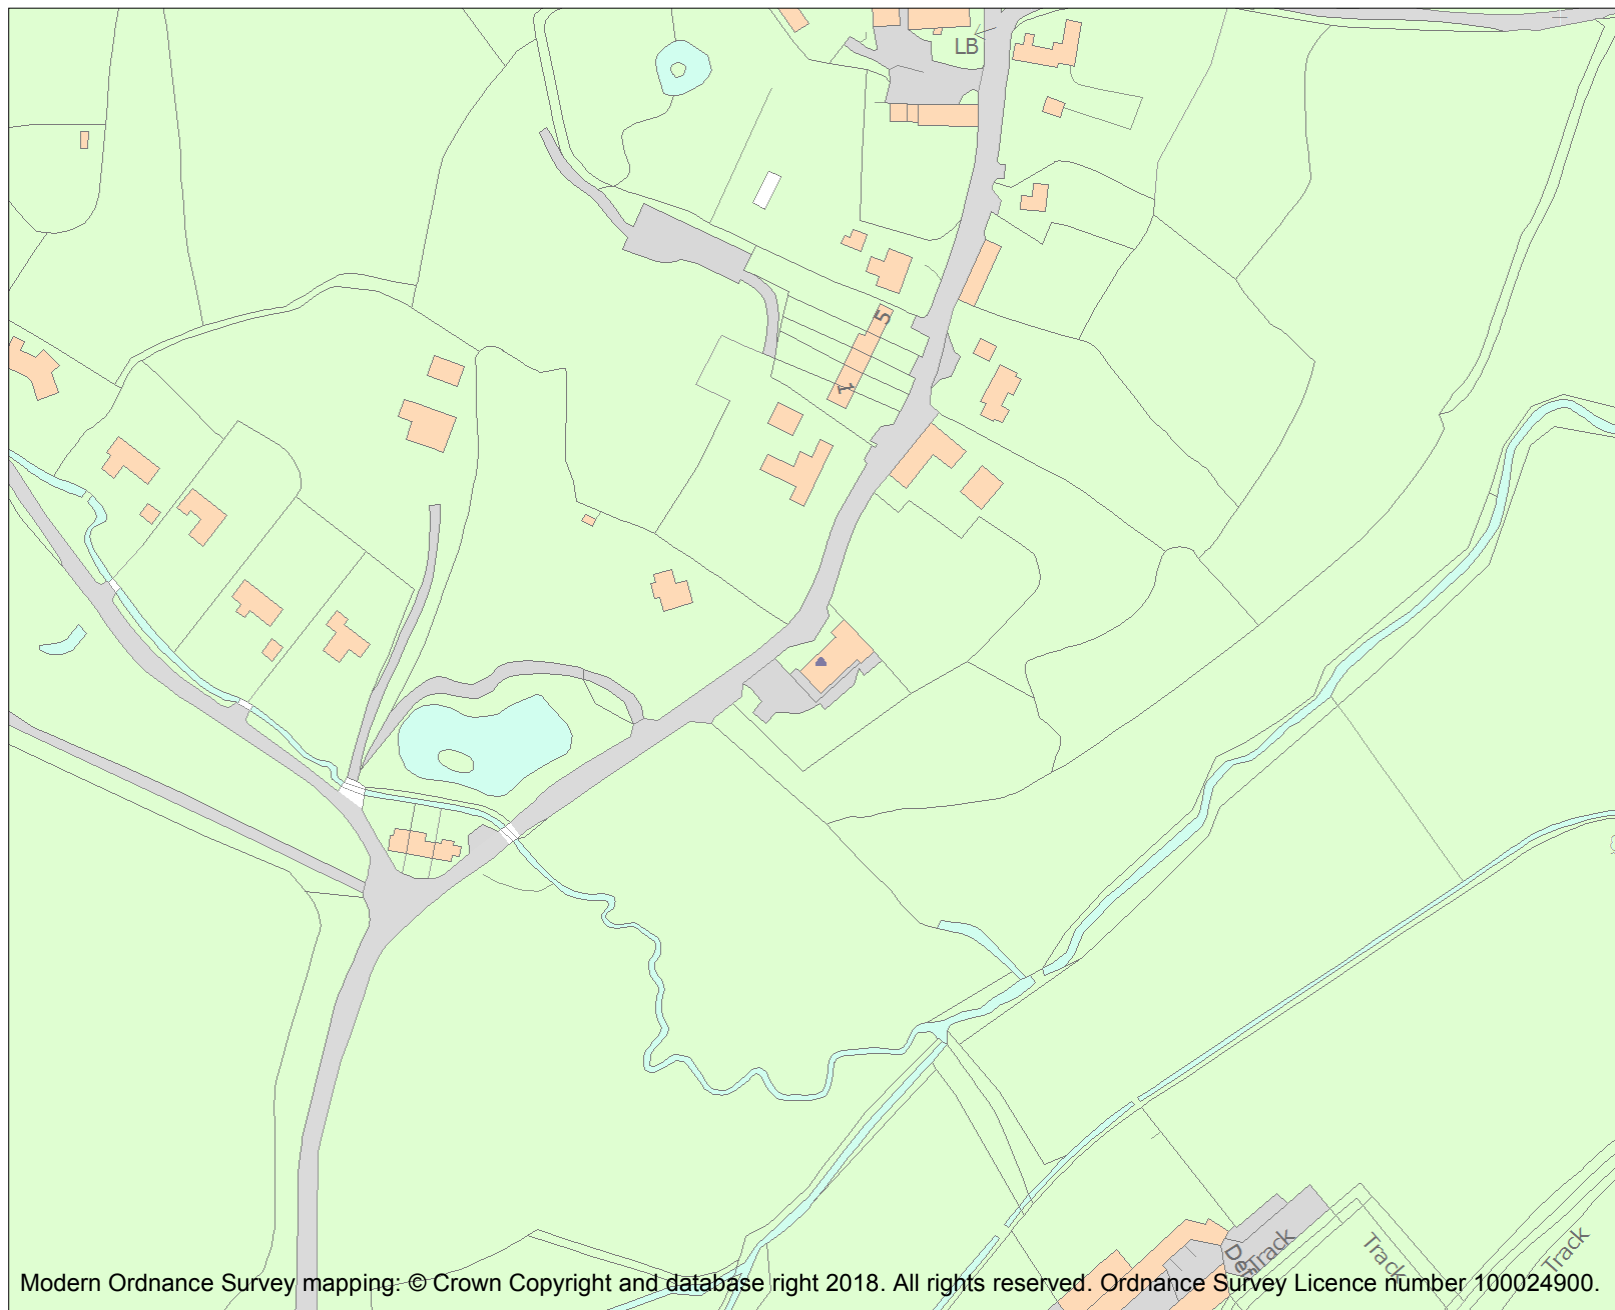 LB
5
1
Track
Track
Track
Modern Ordnance Survey mapping: © Crown Copyright and database right 2018. All rights reserved. Ordnance Survey Licence number 100024900.